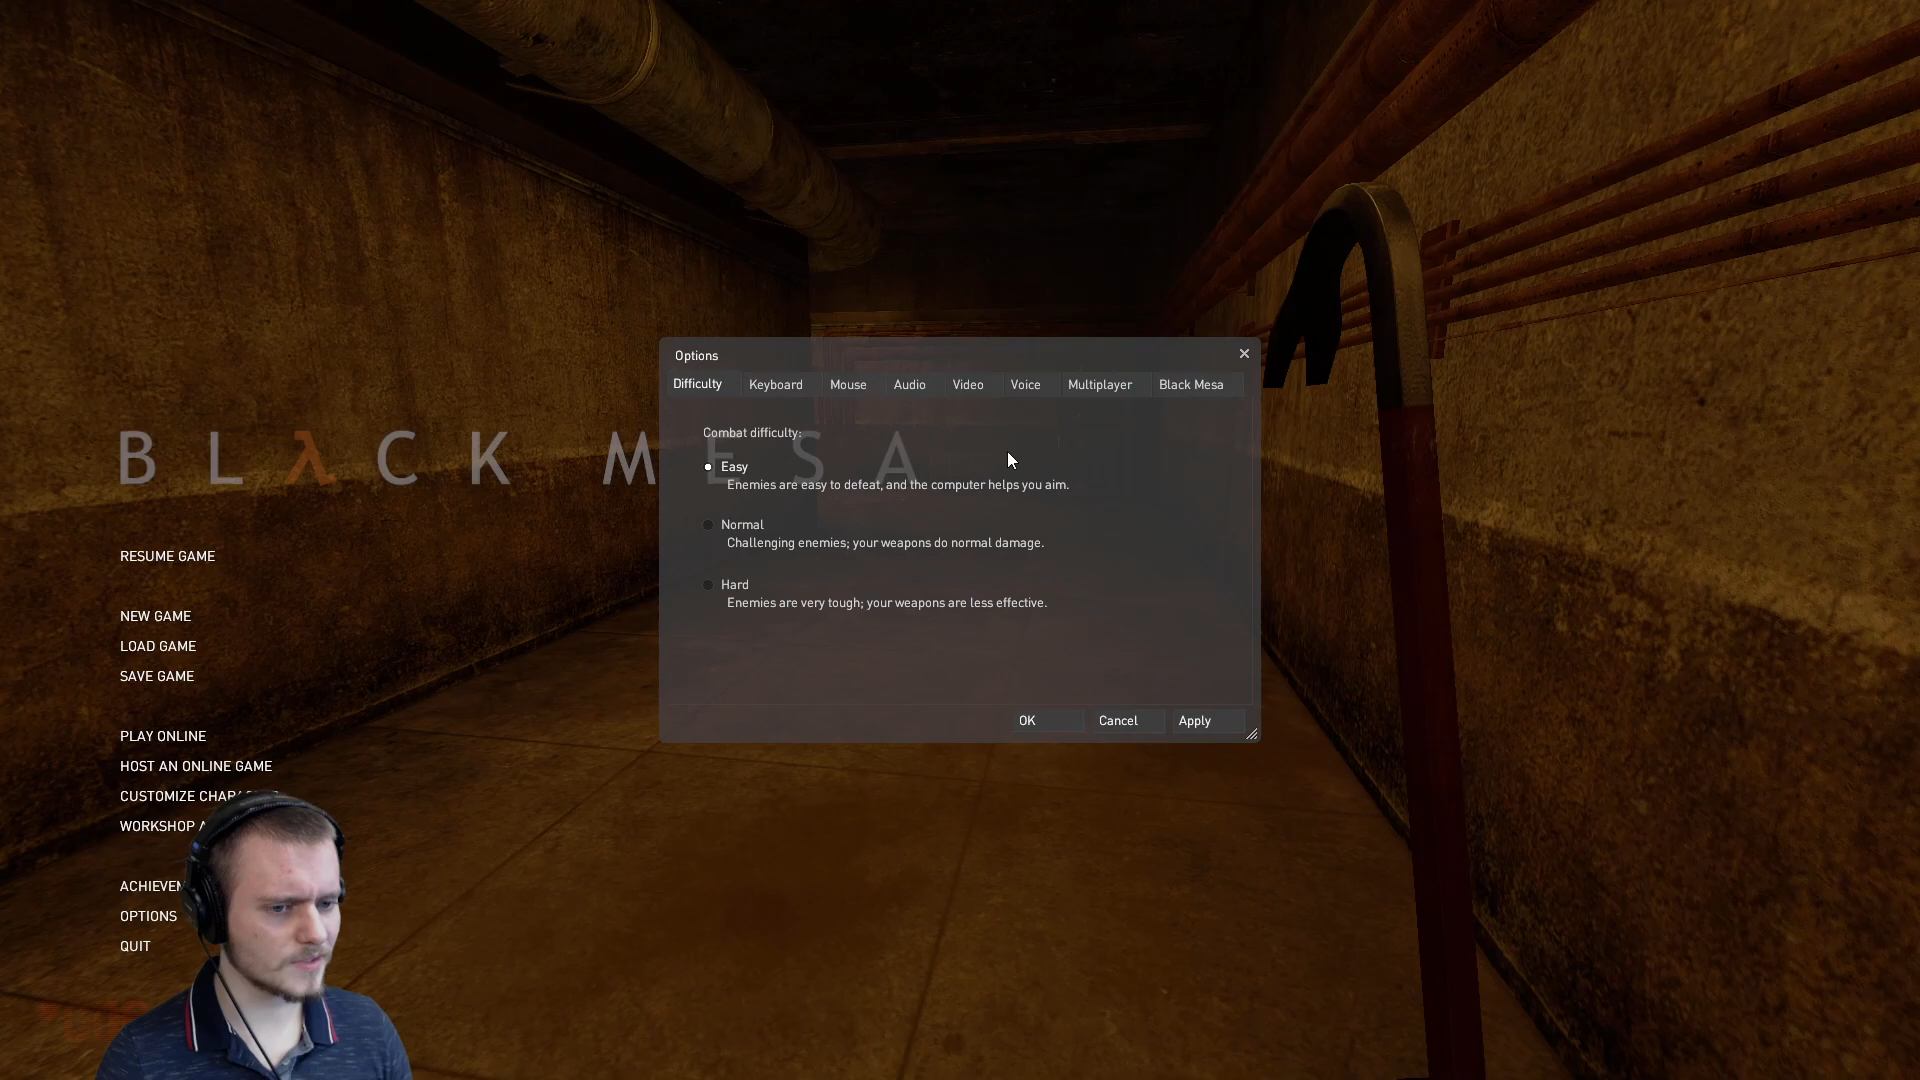 Options
Difficulty
Keyboard
Mouse
Audio
Video
Voice
Multiplayer
Black Mesa
Combat difficulty:
Easy
Enemies are easy to defeat, and the computer helps you aim.
Normal
Challenging enemies; your weapons do normal damage.
Hard
Enemies are very tough; your weapons are less effective.
OK
Cancel
Apply
BLλCK MESA
RESUME GAME
NEW GAME
LOAD GAME
SAVE GAME
PLAY ONLINE
HOST AN ONLINE GAME
CUSTOMIZE
WORKSHOP
OPTIONS
QUIT